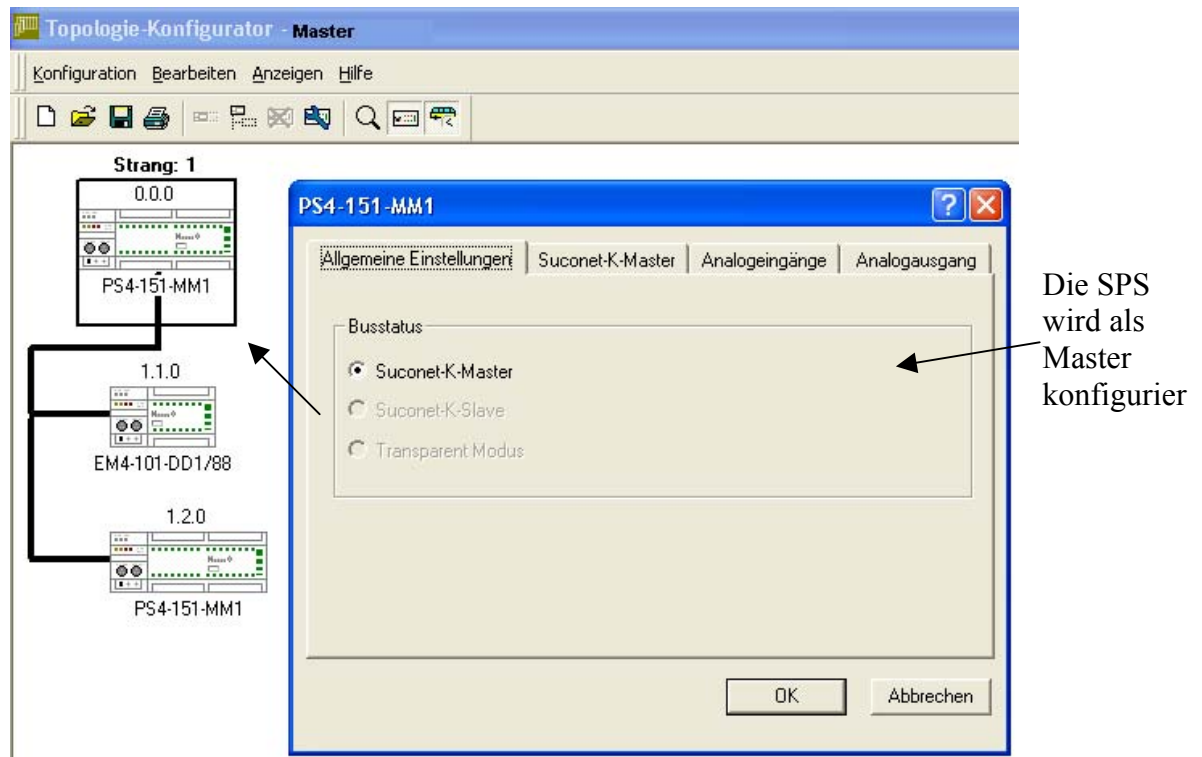 Topologie-Konfigurator - Master
Konfiguration Bearbeiten Anzeigen Hilfe
Strang: 1
0.0.0
PS4-151-MM1
1.1.0
EM4-101-DD1/88
1.2.0
PS4-151-MM1
PS4-151-MM1
Allgemeine Einstellungen Suconet-K-Master Analogeingänge Analogausgang
Busstatus
Suconet-K-Master
Suconet-K-Slave
Transparent Modus
OK Abbrechen
Die SPS
wird als
Master
konfigurier